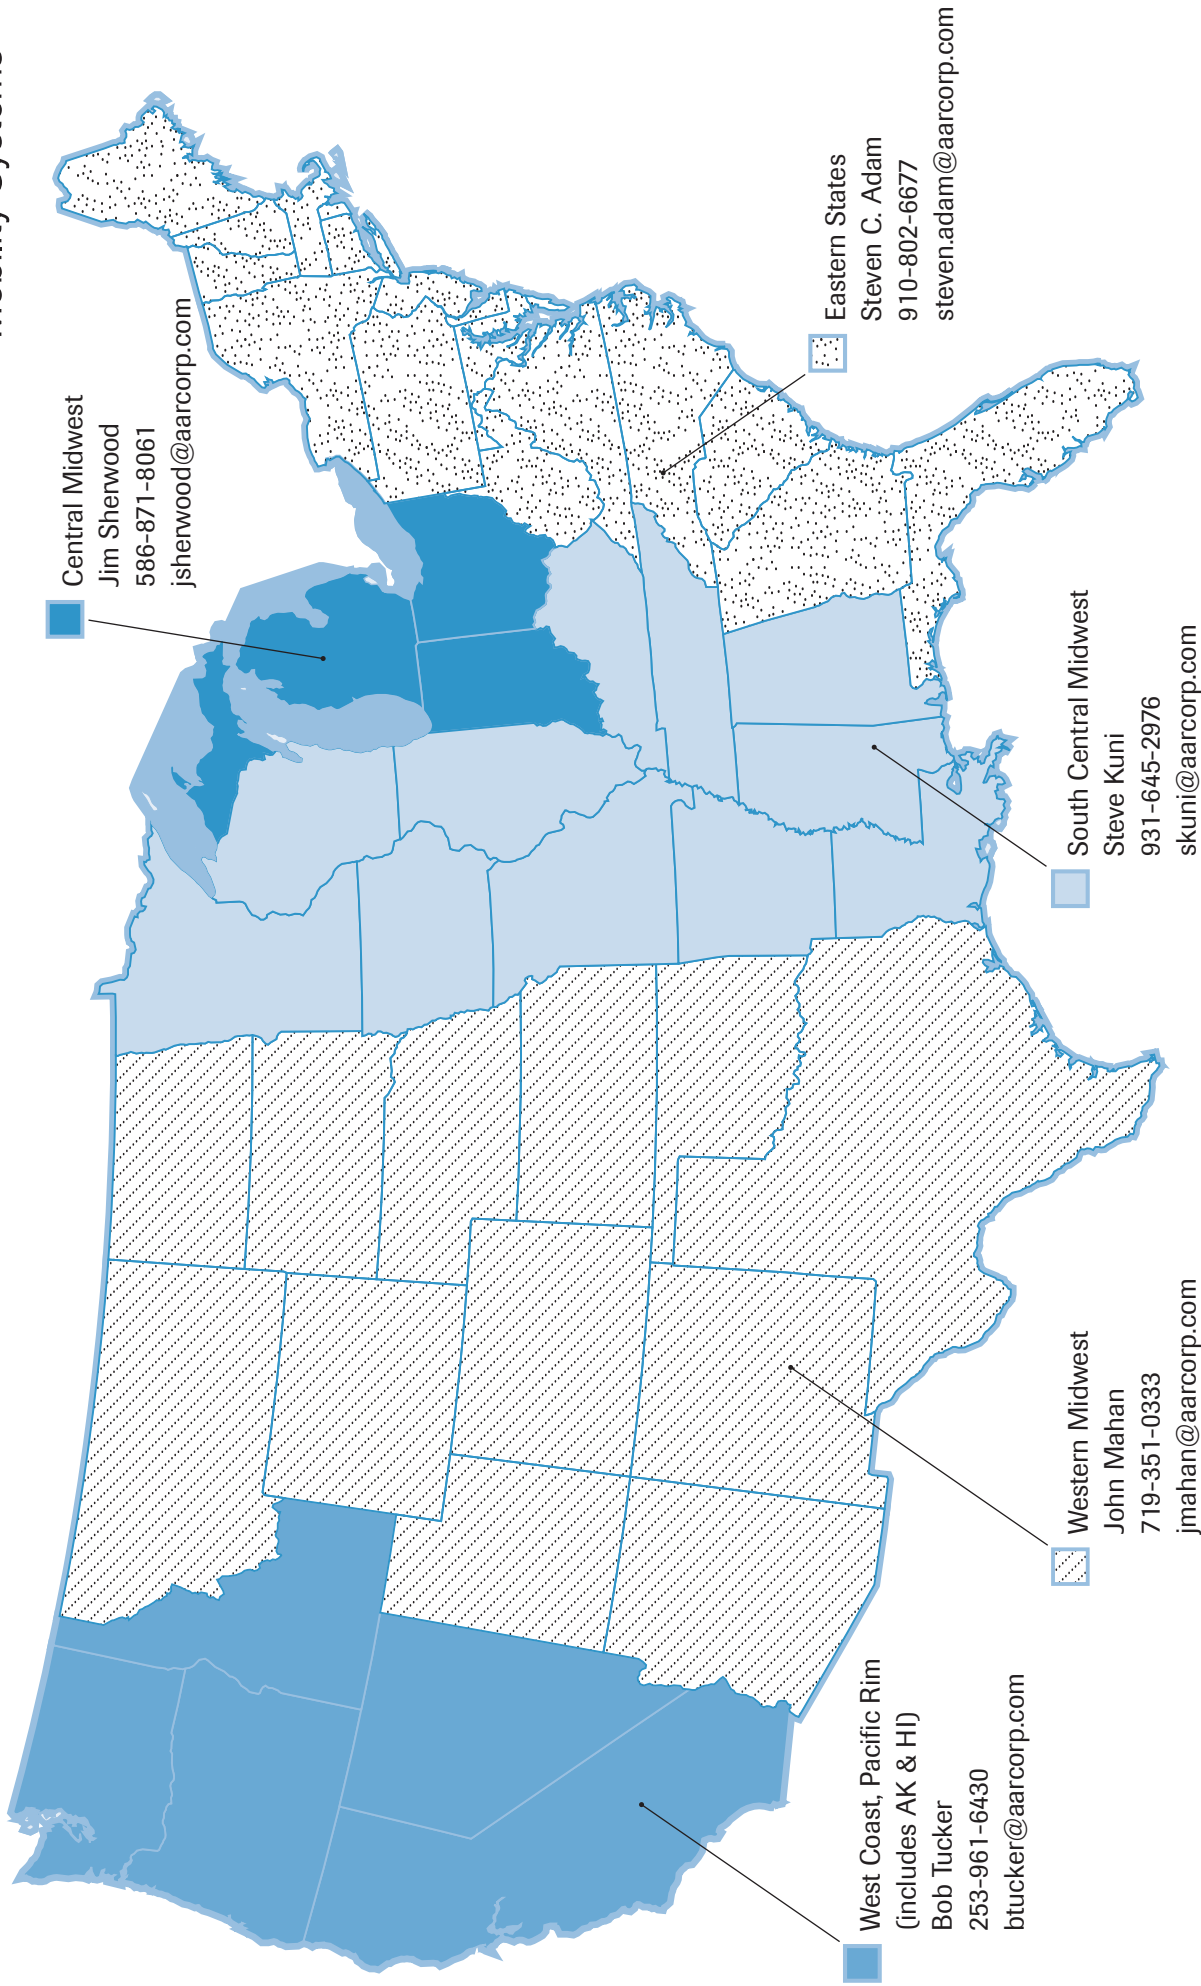 Mobility Systems
Central Midwest
Jim Sherwood
586-871-8061
jsherwood@aarcorp.com
Eastern States
Steven C. Adam
910-802-6677
steven.adam@aarcorp.com
West Coast, Pacific Rim
(includes AK & HI)
Bob Tucker
253-961-6430
btucker@aarcorp.com
Western Midwest
John Mahan
719-351-0333
jmahan@aarcorp.com
South Central Midwest
Steve Kuni
931-645-2976
skuni@aarcorp.com